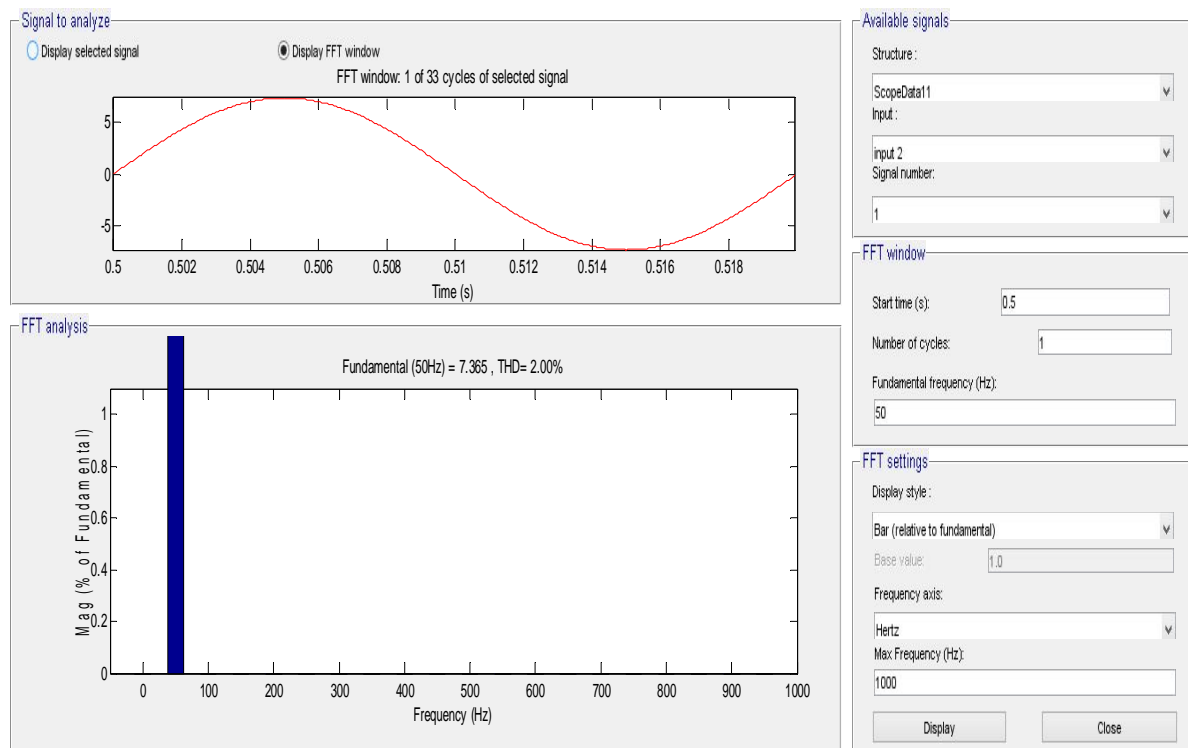 Signal to analyze
Display selected signal
Display FFT window
FFT window: 1 of 33 cycles of selected signal
5
0
-5
0.5 0.502 0.504 0.506 0.508 0.51 0.512 0.514 0.516 0.518
Time (s)
FFT analysis
Fundamental (50Hz) = 7.365 , THD= 2.00%
Mag (% of Fundamental)
1
0.8
0.6
0.4
0.2
0
0 100 200 300 400 500 600 700 800 900 1000
Frequency (Hz)
Available signals
Structure :
ScopeData11
Input :
input 2
Signal number:
1
FFT window
Start time (s): 0.5
Number of cycles: 1
Fundamental frequency (Hz):
50
FFT settings
Display style :
Bar (relative to fundamental)
Base value: 1.0
Frequency axis:
Hertz
Max Frequency (Hz):
1000
Display Close